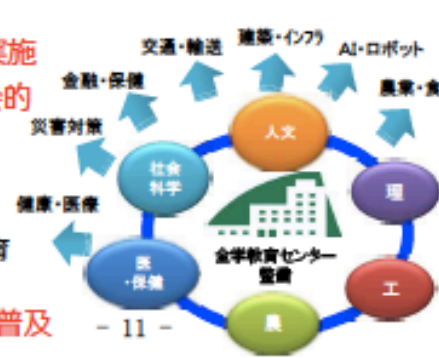 実施
的
育
普及
交通・輸送
建築・インフラ
AI・ロボット
金融・保健
農業・食
災害対策
健康・医療
人文
社会
科学
理
医
・保健
工
農
全学教育センター
整備
- 11 -